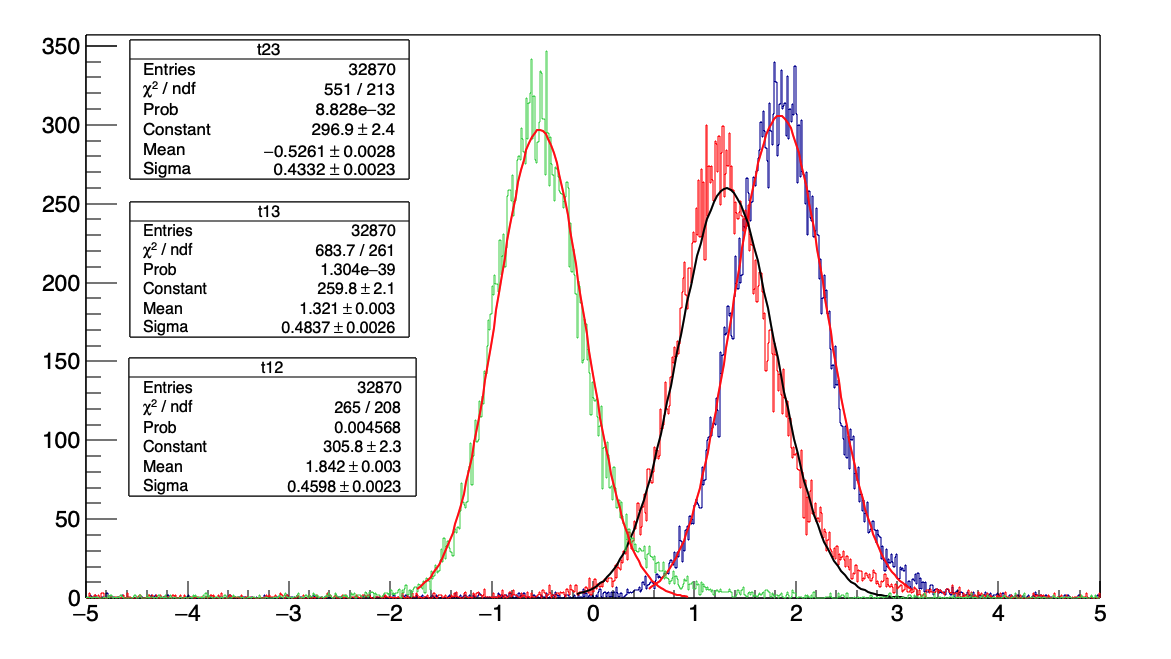 350
300
250
200
150
100
50
0
t23
Entries 32870
χ² / ndf 551 / 213
Prob 8.828e−32
Constant 296.9 ± 2.4
Mean −0.5261 ± 0.0028
Sigma 0.4332 ± 0.0023
t13
Entries 32870
χ² / ndf 683.7 / 261
Prob 1.304e−39
Constant 259.8 ± 2.1
Mean 1.321 ± 0.003
Sigma 0.4837 ± 0.0026
t12
Entries 32870
χ² / ndf 265 / 208
Prob 0.004568
Constant 305.8 ± 2.3
Mean 1.842 ± 0.003
Sigma 0.4598 ± 0.0023
−5 −4 −3 −2 −1 0 1 2 3 4 5